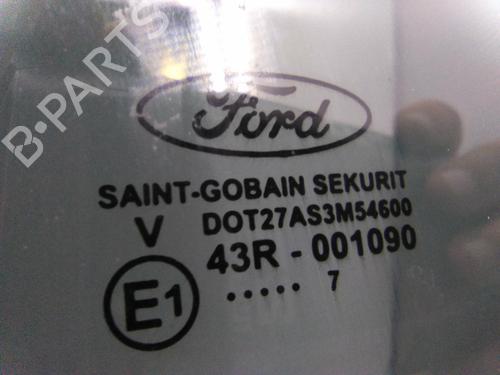 B-PARTS
Ford
SAINT-GOBAIN SEKURIT
V DOT27AS3M54600
43R - 001090
E1 ..... 7